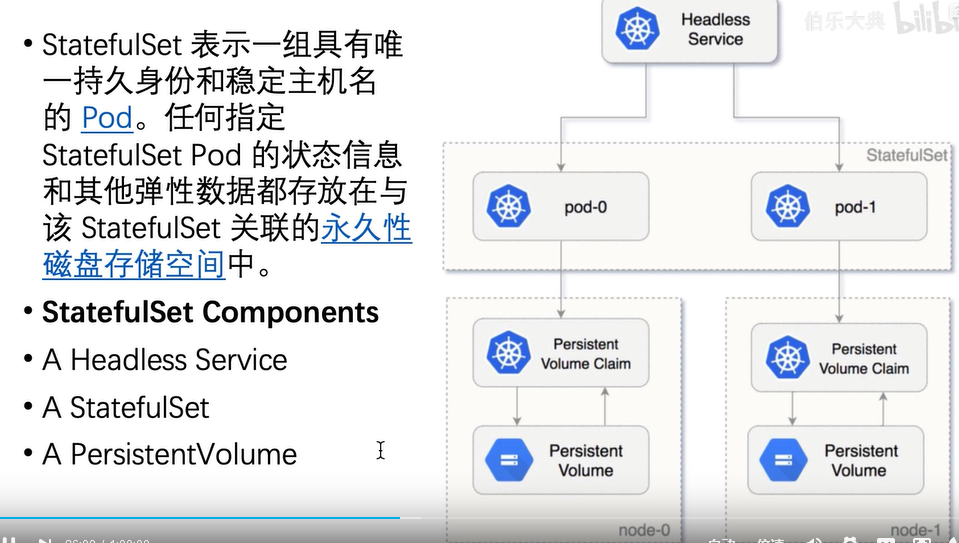 • StatefulSet 表示一组具有唯
一持久身份和稳定主机名
的 Pod。任何指定
StatefulSet Pod 的状态信息
和其他弹性数据都存放在与
该 StatefulSet 关联的永久性
磁盘存储空间中。
• StatefulSet Components
• A Headless Service
• A StatefulSet
• A PersistentVolume
伯乐大典
Headless
Service
StatefulSet
pod-0
pod-1
Persistent
Volume Claim
Persistent
Volume
node-0
Persistent
Volume Claim
Persistent
Volume
node-1